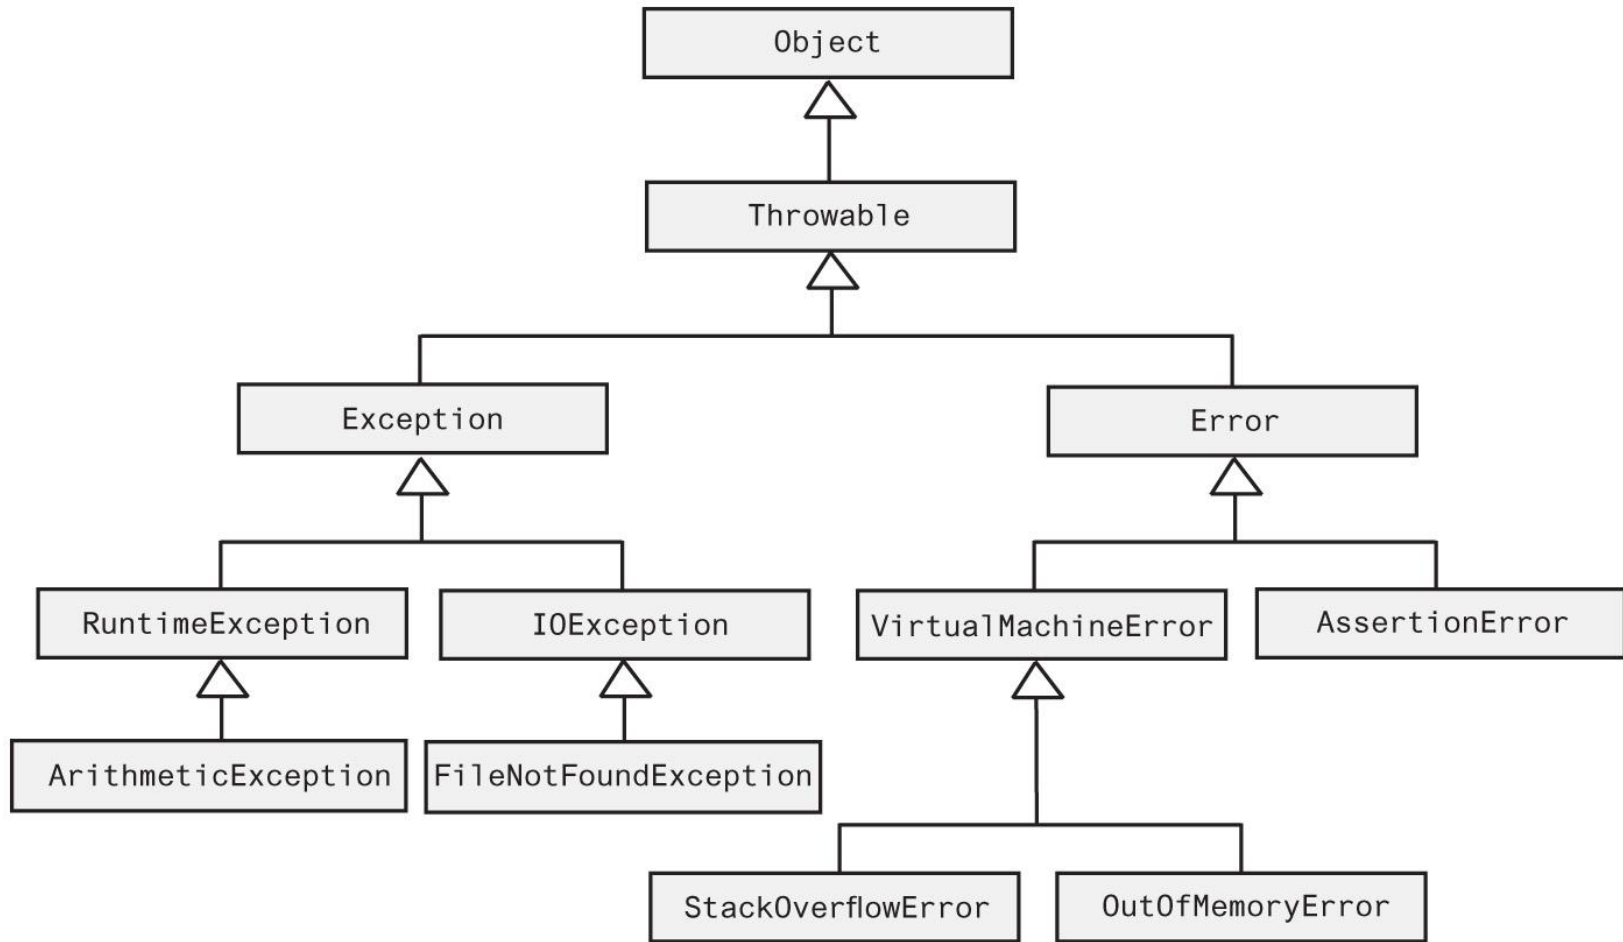 Object
Throwable
Exception
Error
RuntimeException
IOException
VirtualMachineError
AssertionError
ArithmeticException
FileNotFoundException
StackOverflowError
OutOfMemoryError